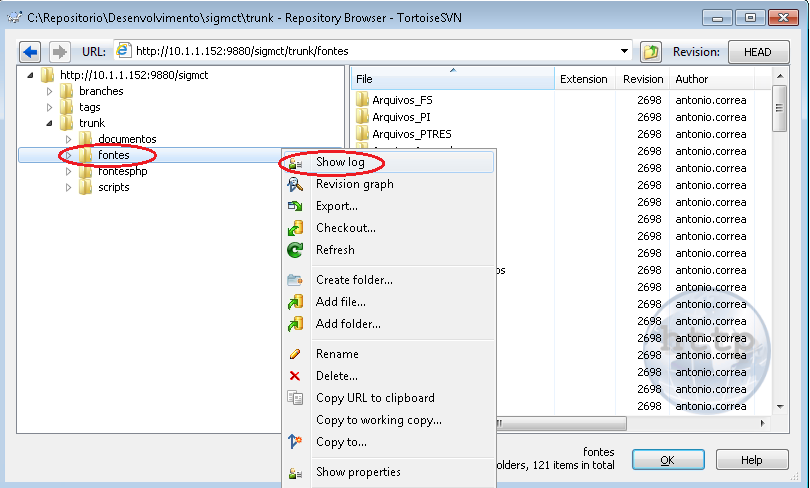 C:\Repositorio\Desenvolvimento\sigmct\trunk - Repository Browser - TortoiseSVN
URL: http://10.1.1.152:9880/sigmct/trunk/fontes Revision: HEAD
http://10.1.1.152:9880/sigmct
branches
tags
trunk
documentos
fontes
fontesphp
scripts
File Extension Revision Author
Arquivos_FS 2698 antonio.correa
Arquivos_PI 2698 antonio.correa
Arquivos_PTRES 2698 antonio.correa
2698 antonio.correa
2698 antonio.correa
2698 antonio.correa
2698 antonio.correa
2698 antonio.correa
2698 antonio.correa
2698 antonio.correa
os 2698 antonio.correa
2698 antonio.correa
2698 antonio.correa
2698 antonio.correa
2698 antonio.correa
2698 antonio.correa
2698 antonio.correa
2698 antonio.correa
2698 antonio.correa
http
Show log
Revision graph
Export...
Checkout...
Refresh
Create folder...
Add file...
Add folder...
Rename
Delete...
Copy URL to clipboard
Copy to working copy...
Copy to...
Show properties
fontes
olders, 121 items in total
OK
Help